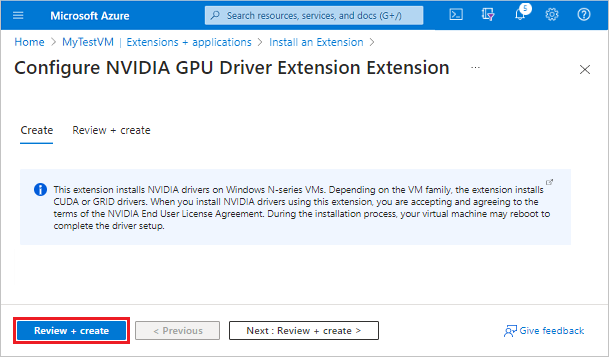 Microsoft Azure
Search resources, services, and docs (G+/)
5
Home > MyTestVM | Extensions + applications > Install an Extension >
Configure NVIDIA GPU Driver Extension Extension ...
Create Review + create
This extension installs NVIDIA drivers on Windows N-series VMs. Depending on the VM family, the extension installs
CUDA or GRID drivers. When you install NVIDIA drivers using this extension, you are accepting and agreeing to the
terms of the NVIDIA End User License Agreement. During the installation process, your virtual machine may reboot to
complete the driver setup.
Review + create < Previous Next : Review + create > Give feedback